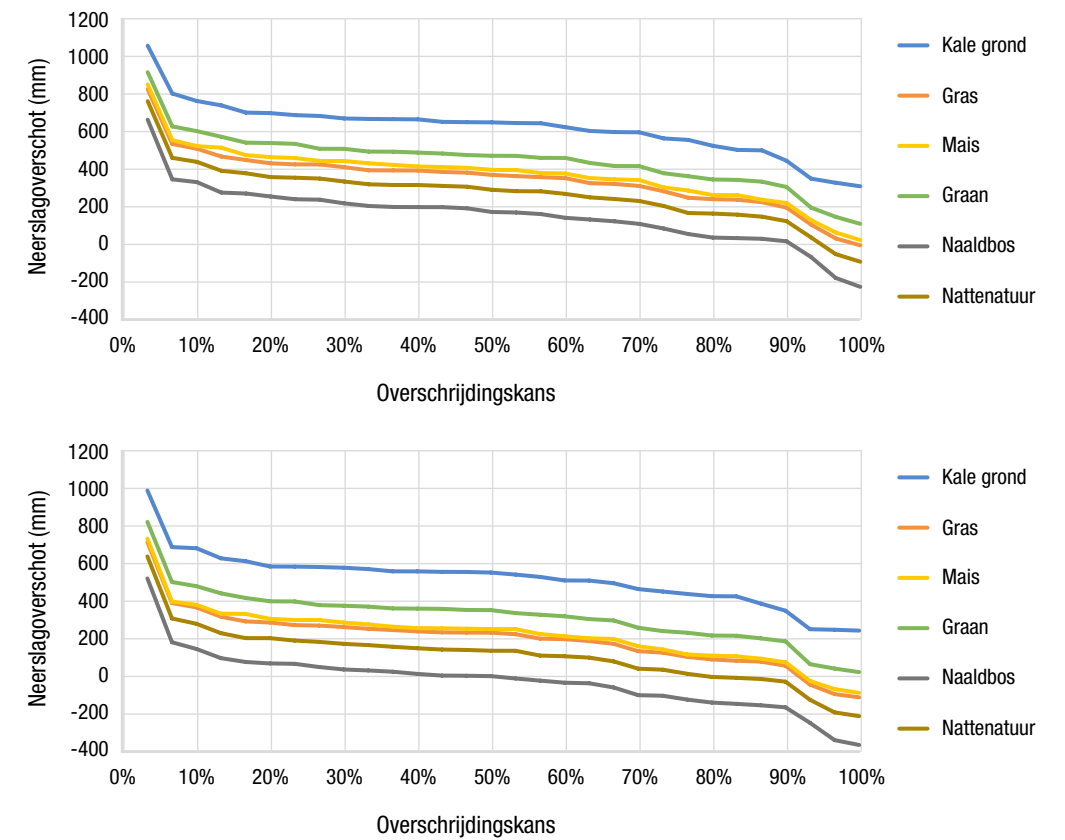 1200
1000
800
600
400
200
0
-200
-400
Neerslagoverschot (mm)
0% 10% 20% 30% 40% 50% 60% 70% 80% 90% 100%
Overschrijdingskans
Kale grond
Gras
Mais
Graan
Naaldbos
Nattenatuur
1200
1000
800
600
400
200
0
-200
-400
Neerslagoverschot (mm)
0% 10% 20% 30% 40% 50% 60% 70% 80% 90% 100%
Overschrijdingskans
Kale grond
Gras
Mais
Graan
Naaldbos
Nattenatuur